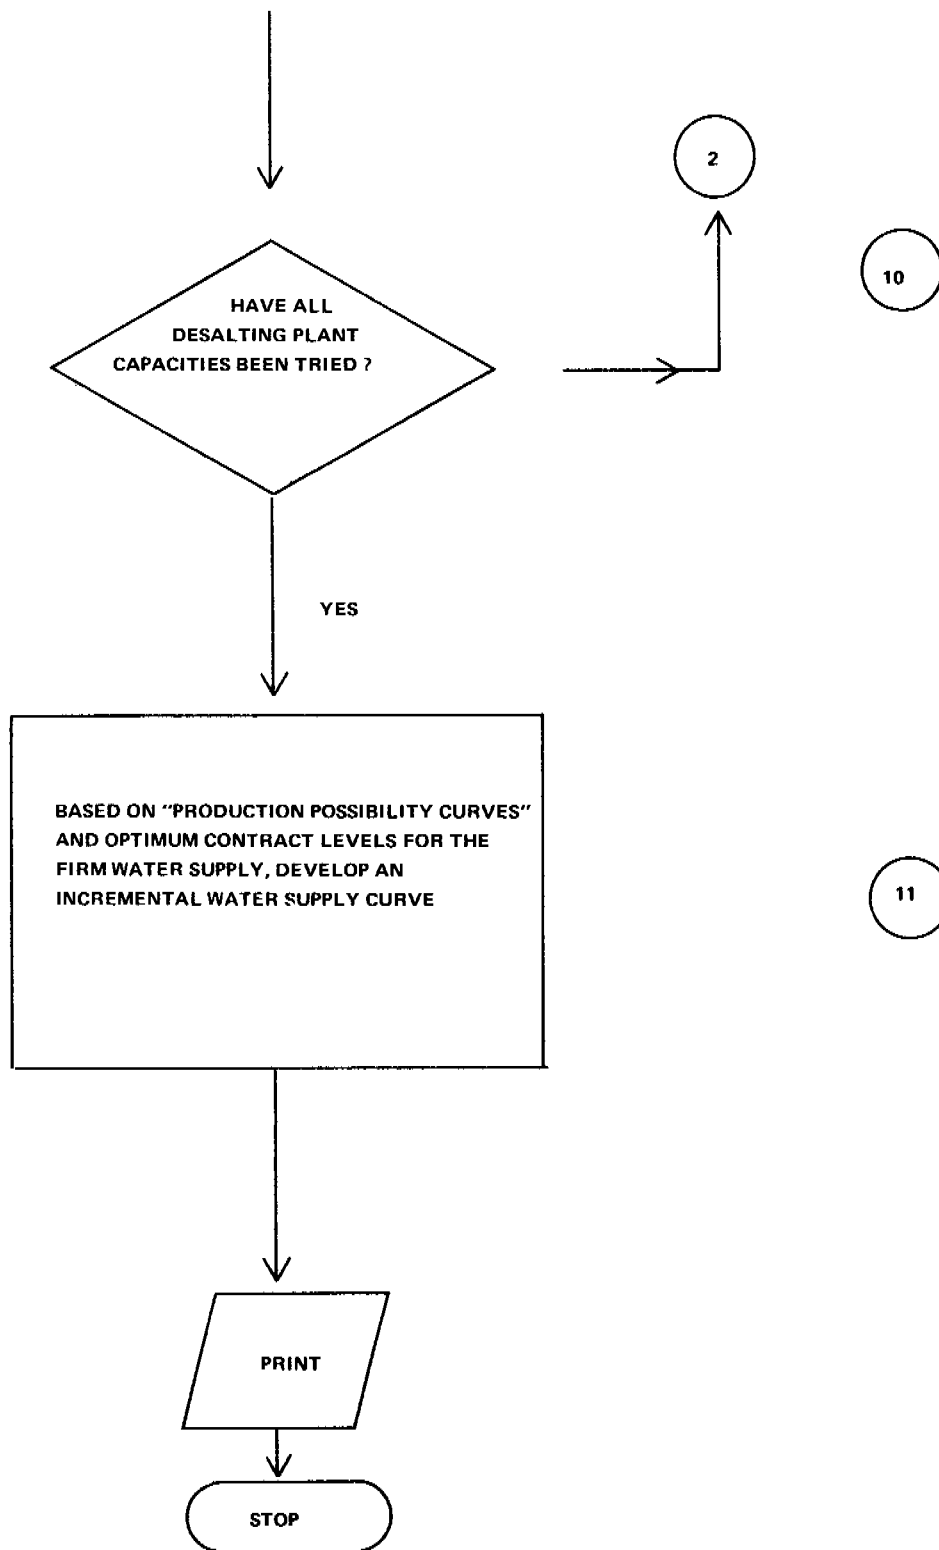 2
10
HAVE ALL
DESALTING PLANT
CAPACITIES BEEN TRIED ?
YES
BASED ON "PRODUCTION POSSIBILITY CURVES"
AND OPTIMUM CONTRACT LEVELS FOR THE
FIRM WATER SUPPLY, DEVELOP AN
INCREMENTAL WATER SUPPLY CURVE
11
PRINT
STOP